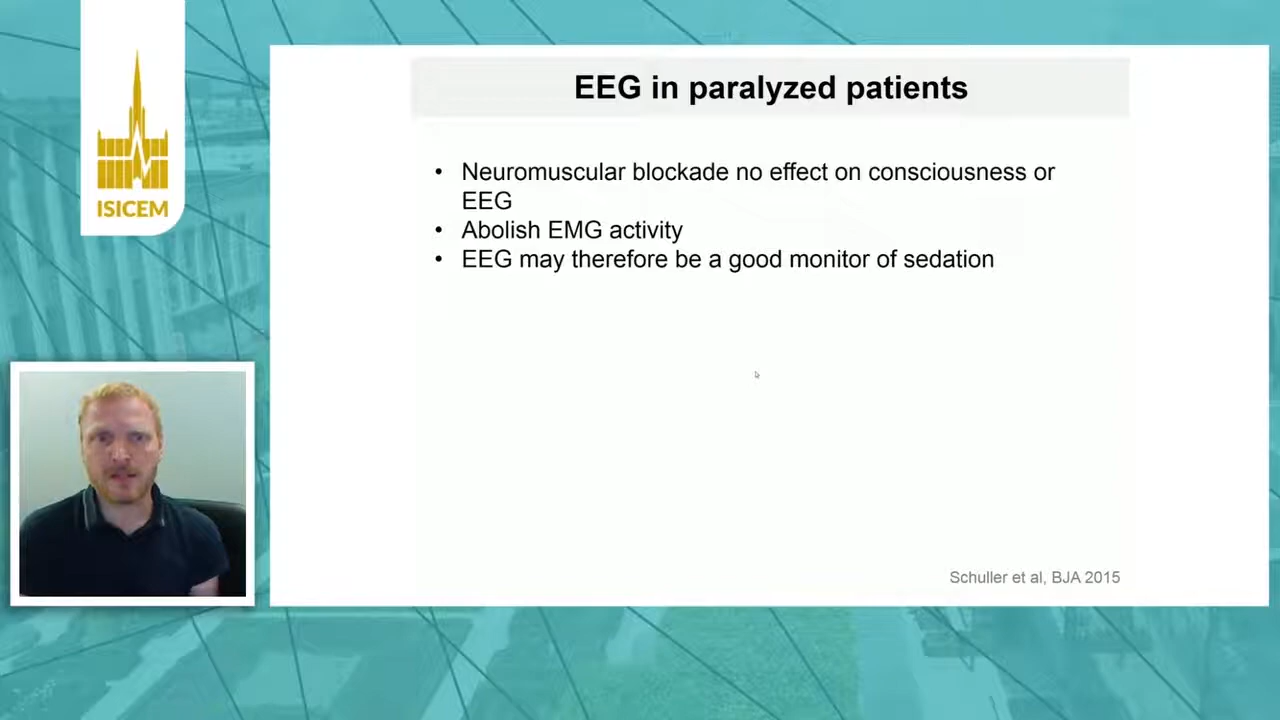 ISICEM
EEG in paralyzed patients
• Neuromuscular blockade no effect on consciousness or
EEG
• Abolish EMG activity
• EEG may therefore be a good monitor of sedation
Schuller et al, BJA 2015